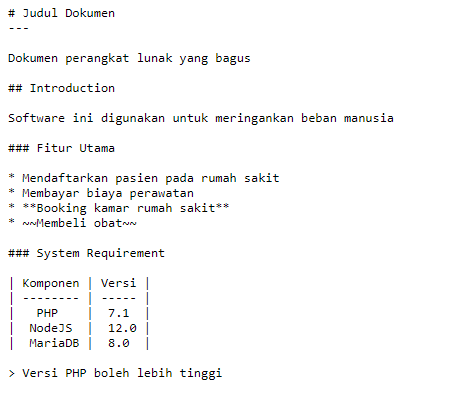 # Judul Dokumen
---
Dokumen perangkat lunak yang bagus
## Introduction
Software ini digunakan untuk meringankan beban manusia
### Fitur Utama
* Mendaftarkan pasien pada rumah sakit
* Membayar biaya perawatan
* **Booking kamar rumah sakit**
* ~~Membeli obat~~
### System Requirement
| Komponen | Versi |
| -------- | ----- |
|   PHP    |  7.1  |
|  NodeJS  |  12.0 |
|  MariaDB |  8.0  |
> Versi PHP boleh lebih tinggi